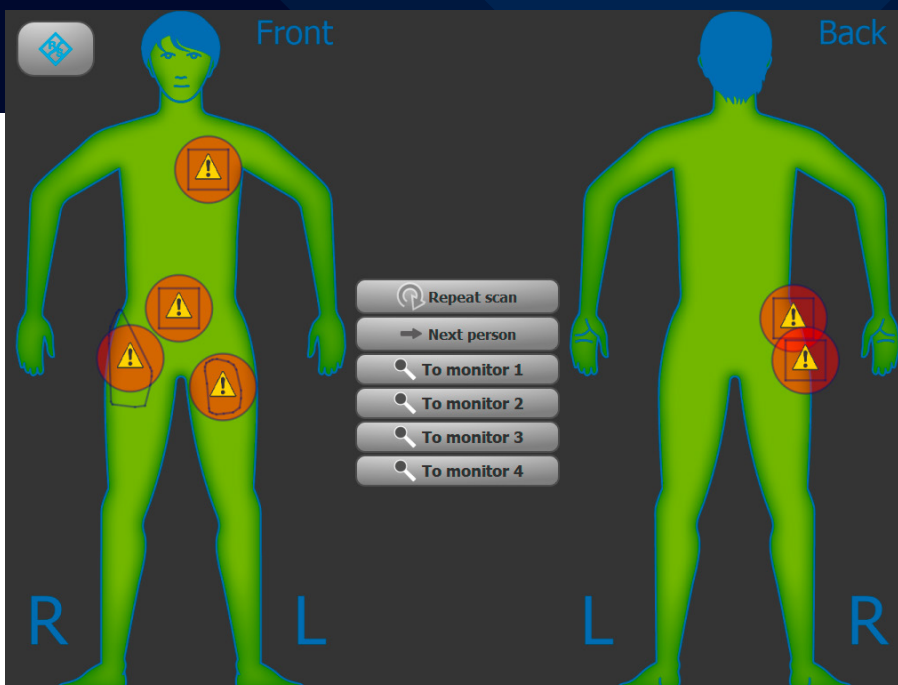 R
S
Front
Back
Repeat scan
Next person
To monitor 1
To monitor 2
To monitor 3
To monitor 4
R
L
L
R